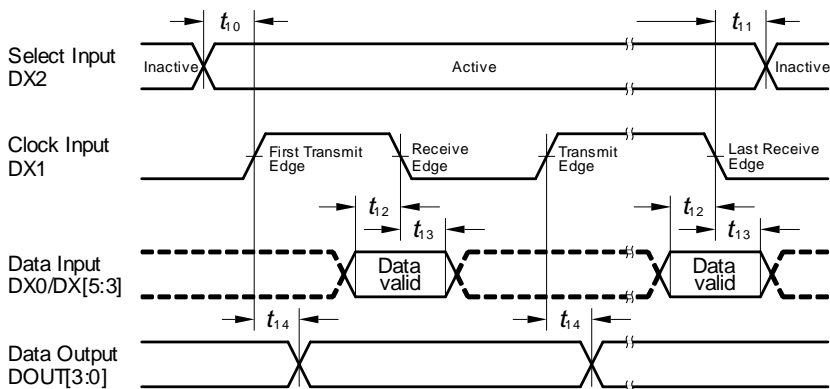 t10
t11
Select Input
DX2
Inactive
Active
Inactive
Clock Input
DX1
First Transmit
Edge
Receive
Edge
Transmit
Edge
Last Receive
Edge
t12
t13
t12
t13
Data Input
DX0/DX[5:3]
Data
valid
Data
valid
t14
t14
Data Output
DOUT[3:0]